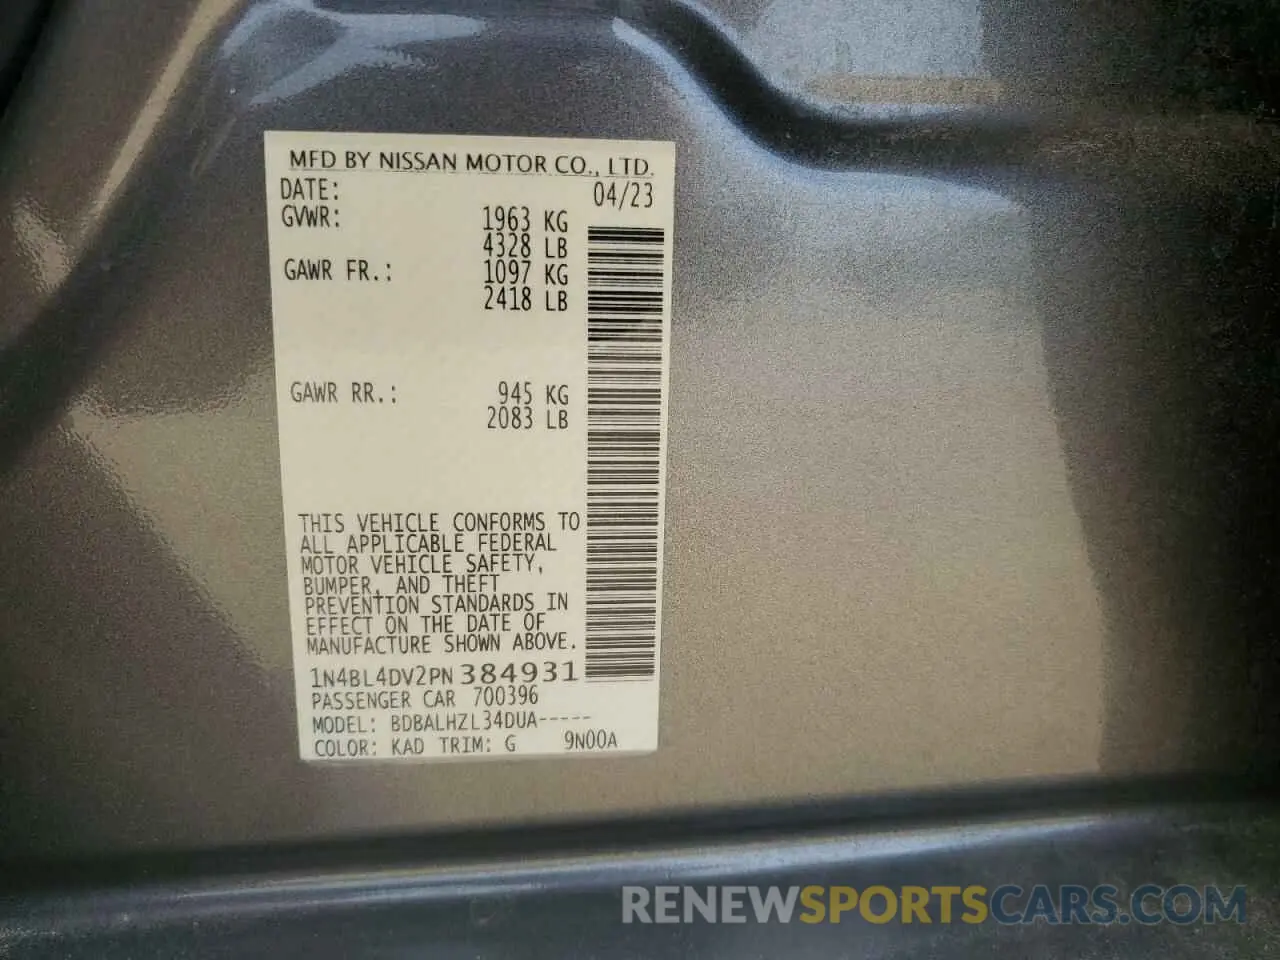 MFD BY NISSAN MOTOR CO., LTD.
DATE: 04/23
GVWR: 1963 KG
4328 LB
GAWR FR.: 1097 KG
2418 LB
GAWR RR.: 945 KG
2083 LB
THIS VEHICLE CONFORMS TO
ALL APPLICABLE FEDERAL
MOTOR VEHICLE SAFETY,
BUMPER, AND THEFT
PREVENTION STANDARDS IN
EFFECT ON THE DATE OF
MANUFACTURE SHOWN ABOVE.
1N4BL4DV2PN384931
PASSENGER CAR 700396
MODEL: BDBALHZL34DUA-----
COLOR: KAD TRIM: G 9N00A
RENEWSPORTSCARS.COM